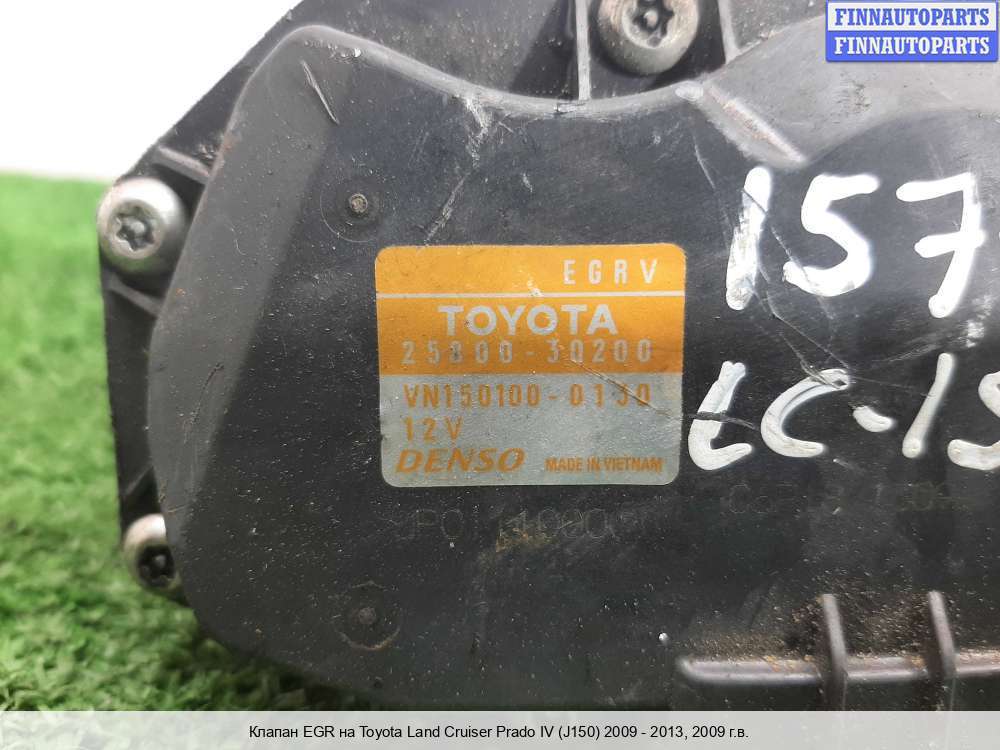 FINNAUTOPARTS
FINNAUTOPARTS
157
EGRV
TOYOTA
25800-30200
VN150100-0130
12V
DENSO MADE IN VIETNAM
LC-15
Клапан EGR на Toyota Land Cruiser Prado IV (J150) 2009 - 2013, 2009 г.в.